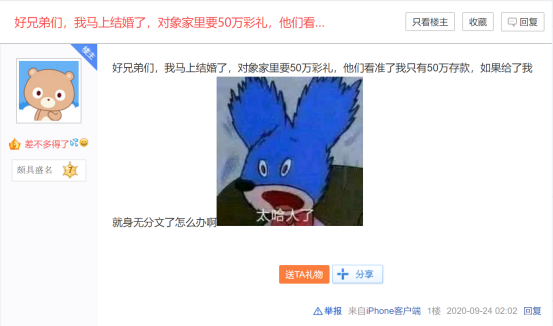 好兄弟们，我马上结婚了，对象家里要50万彩礼，他们看...
只看楼主
收藏
回复
楼主
好兄弟们，我马上结婚了，对象家里要50万彩礼，他们看准了我只有50万存款，如果给了我
差不多得了
颇具盛名
7
太哈人了
就身无分文了怎么办啊
送TA礼物
分享
举报 来自iPhone客户端 1楼 2020-09-24 02:02 回复